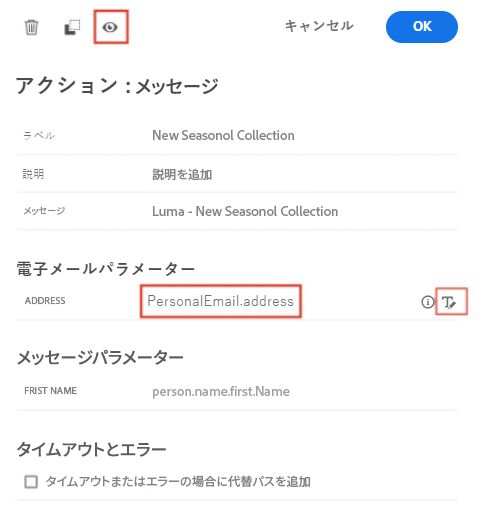 キャンセル OK
アクション : メッセージ
ラベル New Seasonol Collection
説明 説明を追加
メッセージ Luma - New Seasonol Collection
電子メールパラメーター
ADDRESS PersonalEmail.address
メッセージパラメーター
FRIST NAME person.name.first.Name
タイムアウトとエラー
タイムアウトまたはエラーの場合に代替パスを追加